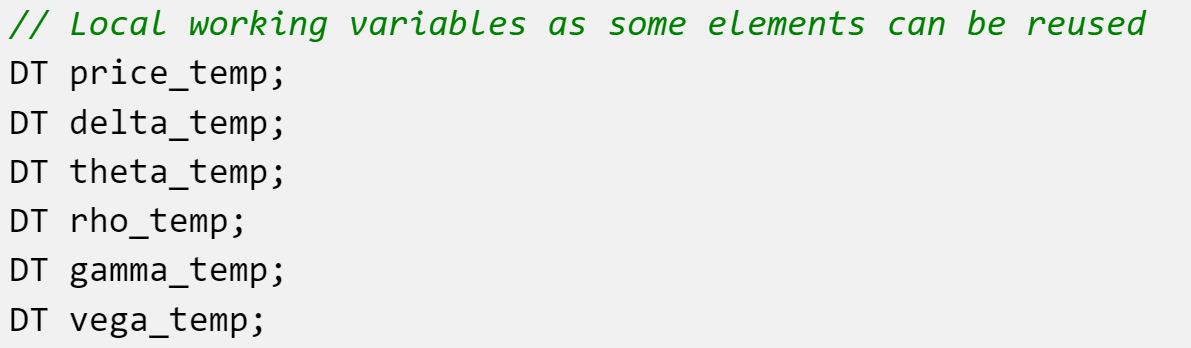 // Local working variables as some elements can be reused
DT price_temp;
DT delta_temp;
DT theta_temp;
DT rho_temp;
DT gamma_temp;
DT vega_temp;